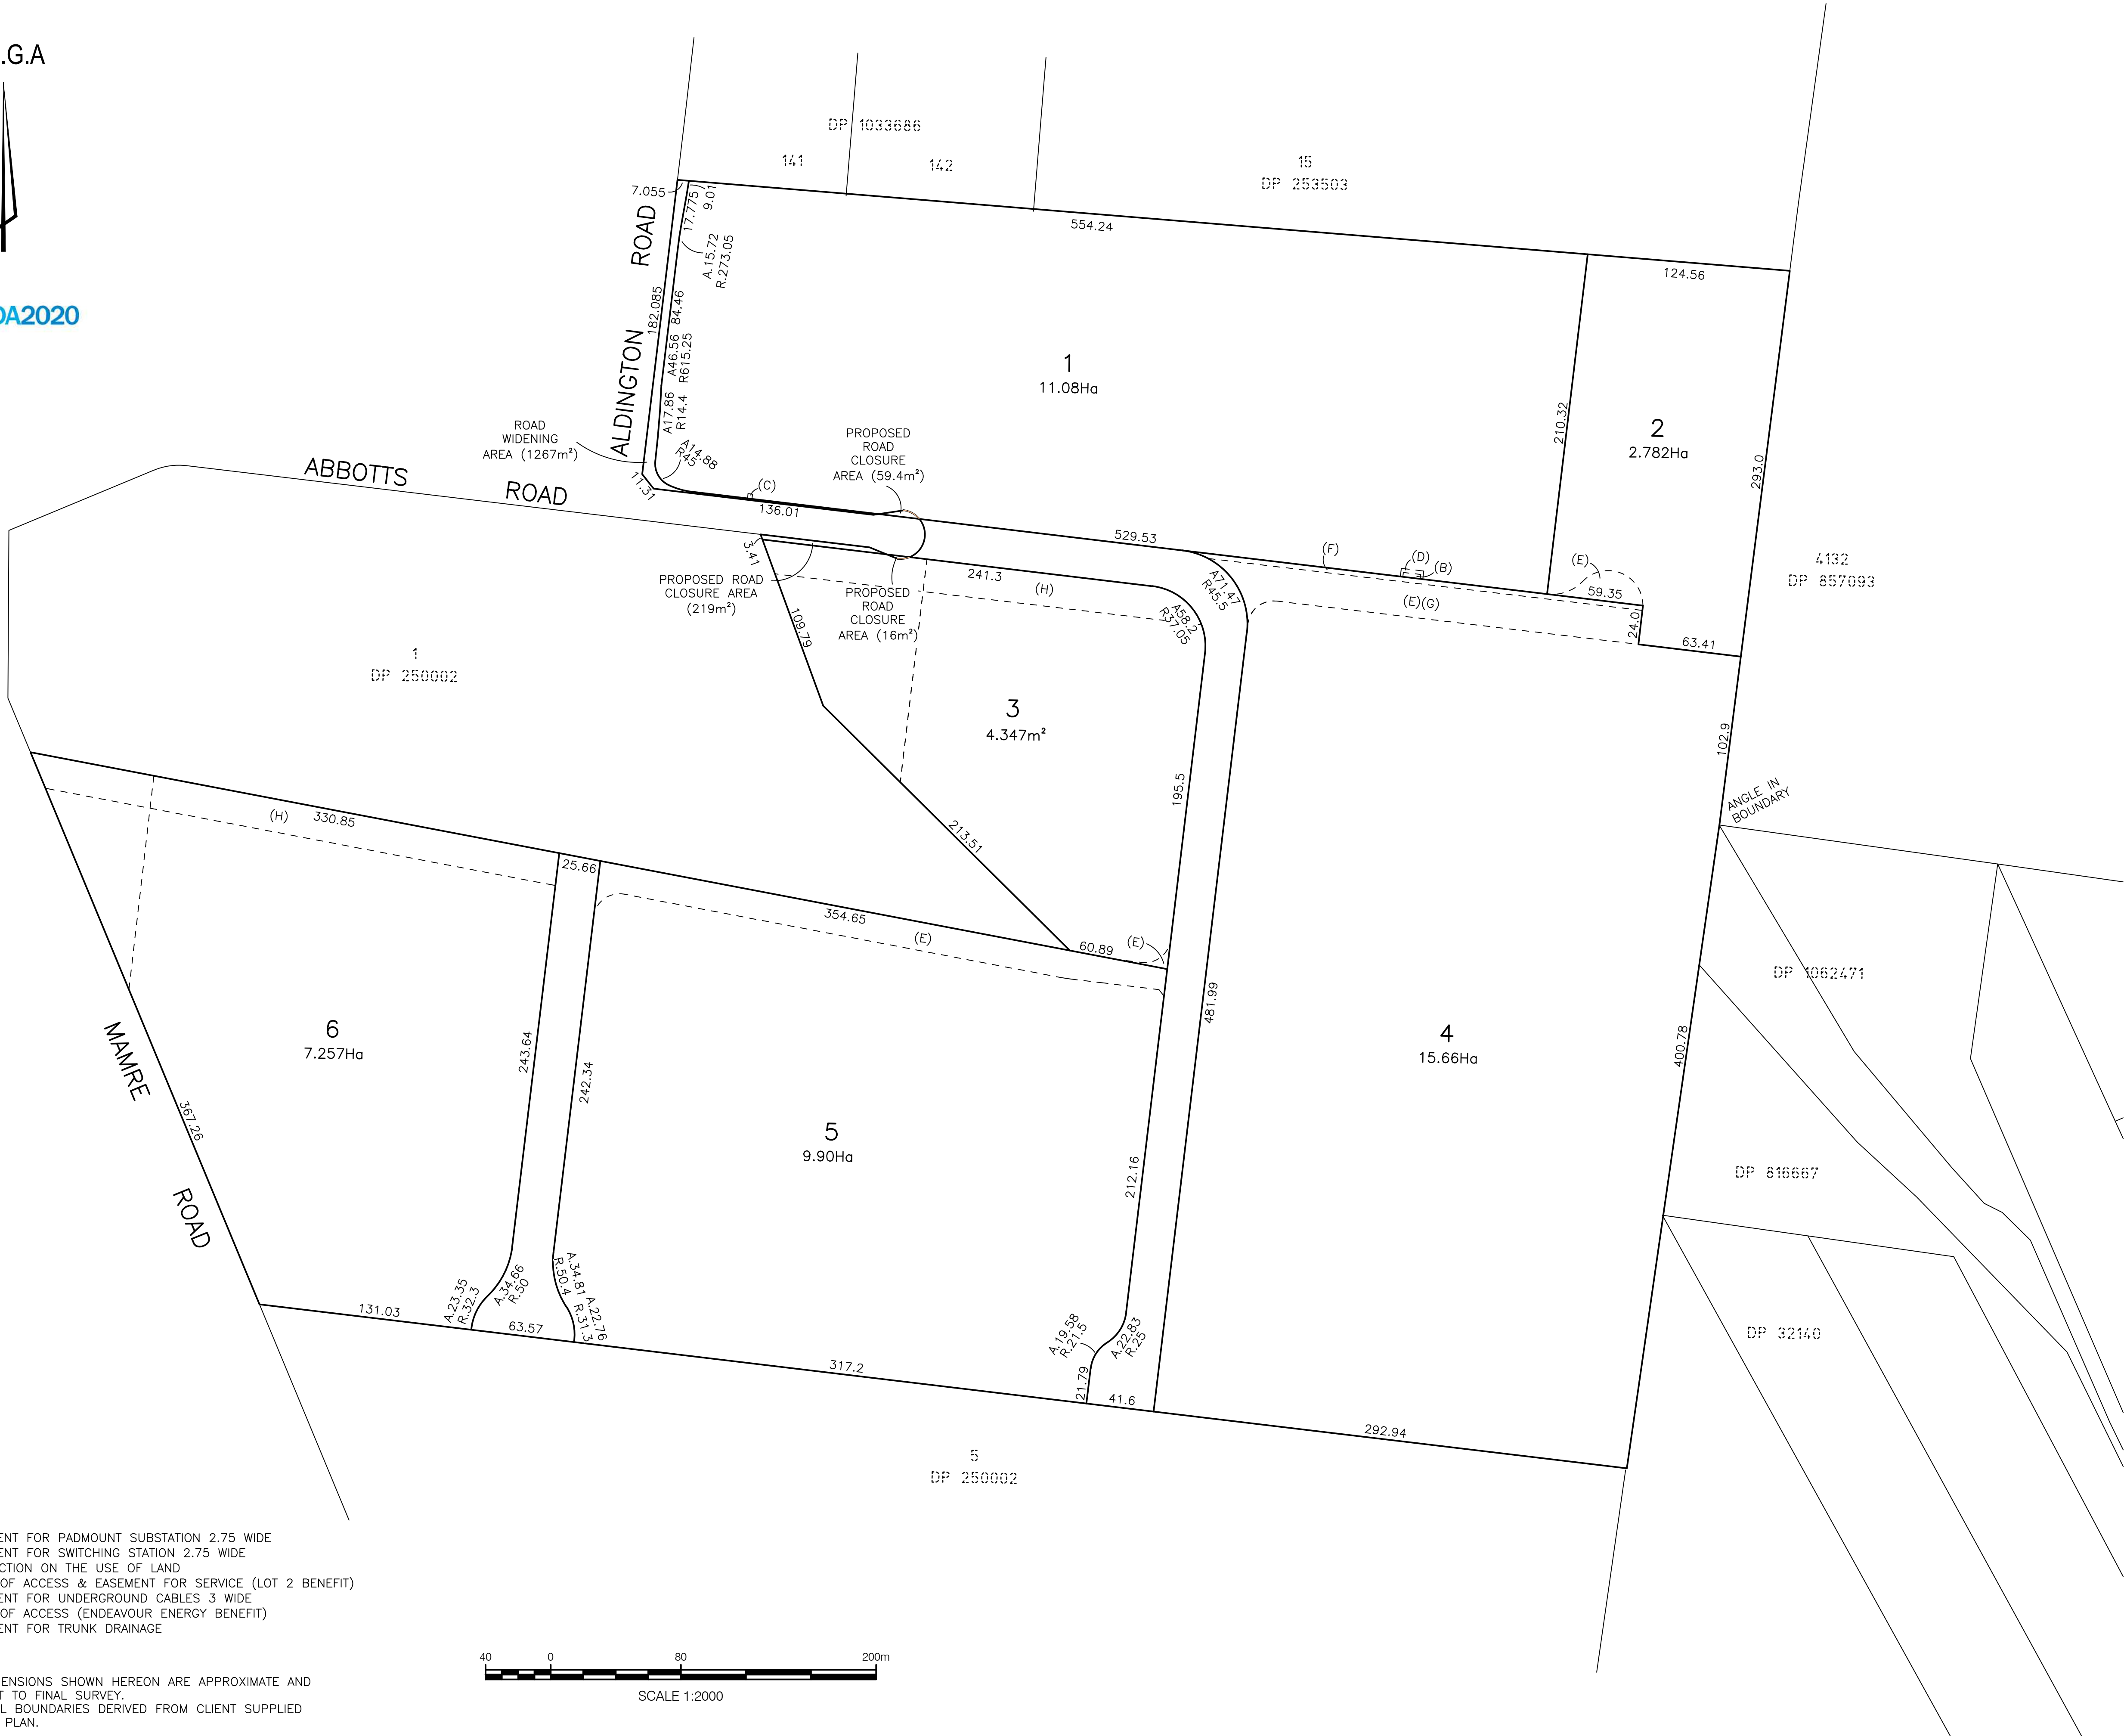 .G.A
DA2020
DP 1033686
141
142
15
DP 253503
7.055
17.775
9.01
A.15.72
R.273.05
ROAD
ALDINGTON
182.085
84.46
A46.56
R615.25
A17.86
R14.4
A14.88
R45
554.24
124.56
1
11.08Ha
2
2.782Ha
210.32
293.0
ROAD
WIDENING
AREA (1267m²)
PROPOSED
ROAD
CLOSURE
AREA (59.4m²)
ABBOTTS
ROAD
11.31
(C)
136.01
529.53
(F)
(D)
(B)
(E)
59.35
24.0
63.41
4132
DP 857093
3.41
PROPOSED ROAD
CLOSURE AREA
(219m²)
PROPOSED
ROAD
CLOSURE
AREA (16m²)
241.3
(H)
A71.47
R45.5
A58.2
R37.05
(E)(G)
109.79
1
DP 250002
3
4.347m²
195.5
102.9
ANGLE IN
BOUNDARY
213.51
(H)
330.85
25.66
354.65
(E)
60.89
(E)
DP 1062471
481.99
400.78
6
7.257Ha
243.64
242.34
4
15.66Ha
5
9.90Ha
212.16
MAMRE
ROAD
367.26
DP 816667
DP 32140
A.23.35
R.32.3
A.34.66
R.50
A.34.81
R.50.4
A.22.76
R.31.3
A.19.58
R.21.5
A.22.83
R.25
131.03
63.57
317.2
21.79
41.6
292.94
5
DP 250002
ENT FOR PADMOUNT SUBSTATION 2.75 WIDE
ENT FOR SWITCHING STATION 2.75 WIDE
CTION ON THE USE OF LAND
OF ACCESS & EASEMENT FOR SERVICE (LOT 2 BENEFIT)
ENT FOR UNDERGROUND CABLES 3 WIDE
OF ACCESS (ENDEAVOUR ENERGY BENEFIT)
ENT FOR TRUNK DRAINAGE
ENSIONS SHOWN HEREON ARE APPROXIMATE AND
T TO FINAL SURVEY.
L BOUNDARIES DERIVED FROM CLIENT SUPPLIED
PLAN.
40 0 80 200m
SCALE 1:2000